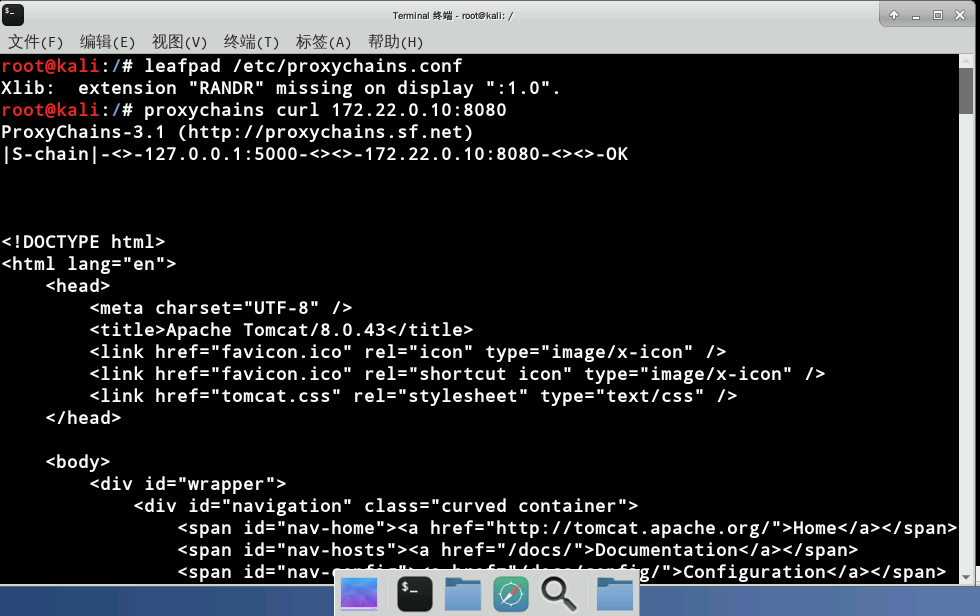 Terminal 终端 - root@kali: /
文件(F) 编辑(E) 视图(V) 终端(T) 标签(A) 帮助(H)
root@kali:/# leafpad /etc/proxychains.conf
Xlib:  extension "RANDR" missing on display ":1.0".
root@kali:/# proxychains curl 172.22.0.10:8080
ProxyChains-3.1 (http://proxychains.sf.net)
|S-chain|-<>-127.0.0.1:5000-<><>-172.22.0.10:8080-<><>-OK
<!DOCTYPE html>
<html lang="en">
    <head>
        <meta charset="UTF-8" />
        <title>Apache Tomcat/8.0.43</title>
        <link href="favicon.ico" rel="icon" type="image/x-icon" />
        <link href="favicon.ico" rel="shortcut icon" type="image/x-icon" />
        <link href="tomcat.css" rel="stylesheet" type="text/css" />
    </head>
    <body>
        <div id="wrapper">
            <div id="navigation" class="curved container">
                <span id="nav-home"><a href="http://tomcat.apache.org/">Home</a></span>
                <span id="nav-hosts"><a href="/docs/">Documentation</a></span>
                <span id="nav-config"><a href="/docs/config/">Configuration</a></span>